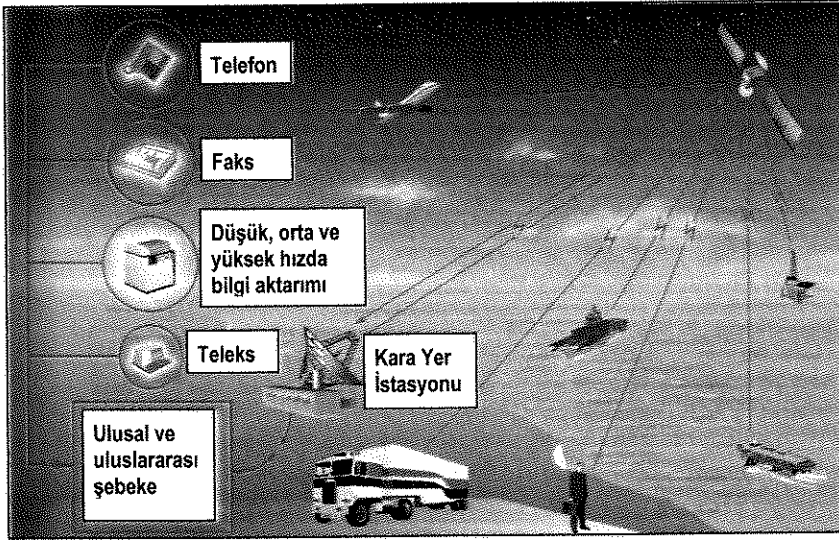 Telefon
Faks
Düşük, orta ve
yüksek hızda
bilgi aktarımı
Teleks
Kara Yer
İstasyonu
Ulusal ve
uluslararası
şebeke